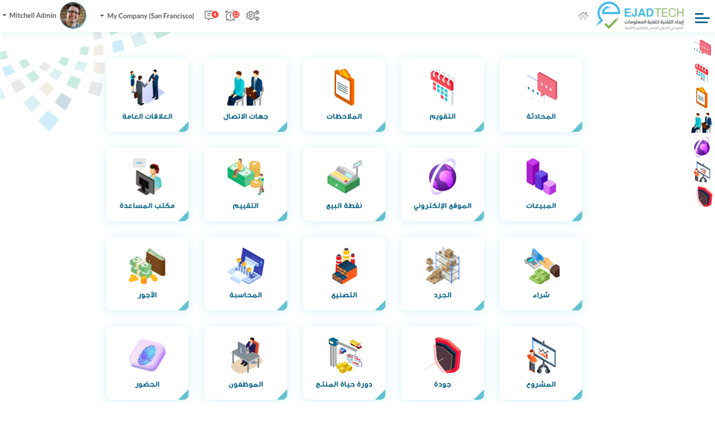 Mitchell Admin
My Company (San Francisco)
EJADTECH
إيجاد التقنية لتقنية المعلومات
المحادثة
التقويم
الملاحظات
جهات الاتصال
العلاقات العامة
المبيعات
الموقع الإلكتروني
نقطة البيع
التقييم
مكتب المساعدة
شراء
الجرد
التصنيع
المحاسبة
الأجور
المشروع
جودة
دورة حياة المنتج
الموظفون
الحضور